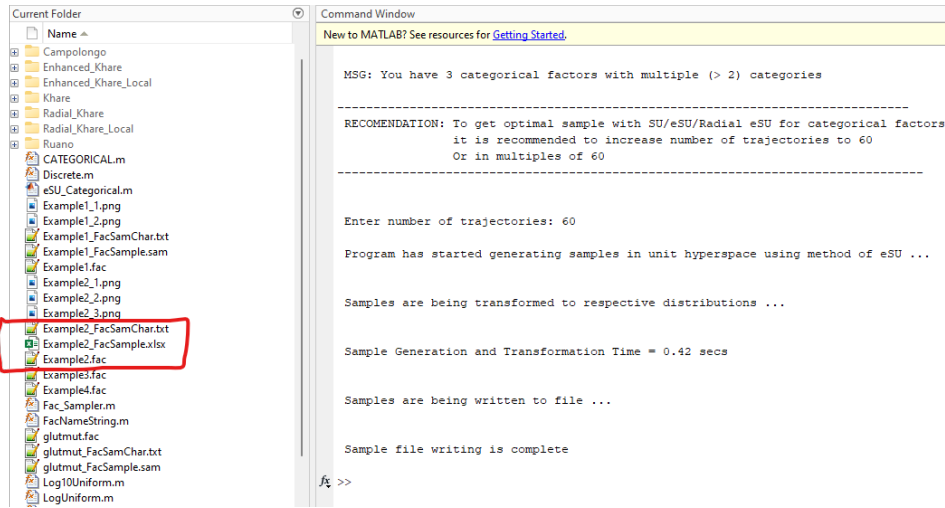 Current Folder
Name
Campolongo
Enhanced_Khare
Enhanced_Khare_Local
Khare
Radial_Khare
Radial_Khare_Local
Ruano
CATEGORICAL.m
Discrete.m
eSU_Categorical.m
Example1_1.png
Example1_2.png
Example1_FacSamChar.txt
Example1_FacSample.sam
Example1.fac
Example2_1.png
Example2_2.png
Example2_3.png
Example2_FacSamChar.txt
Example2_FacSample.xlsx
Example2.fac
Example3.fac
Example4.fac
Fac_Sampler.m
FacNameString.m
glutmut.fac
glutmut_FacSamChar.txt
glutmut_FacSample.sam
Log10Uniform.m
LogUniform.m
Command Window
New to MATLAB? See resources for Getting Started.
MSG: You have 3 categorical factors with multiple (> 2) categories
--------------------------------------------------------------------------------
RECOMENDATION: To get optimal sample with SU/eSU/Radial eSU for categorical factors
it is recommended to increase number of trajectories to 60
Or in multiples of 60
----------------------------------------------------------------------------------
Enter number of trajectories: 60
Program has started generating samples in unit hyperspace using method of eSU ...
Samples are being transformed to respective distributions ...
Sample Generation and Transformation Time = 0.42 secs
Samples are being written to file ...
Sample file writing is complete
fx >>